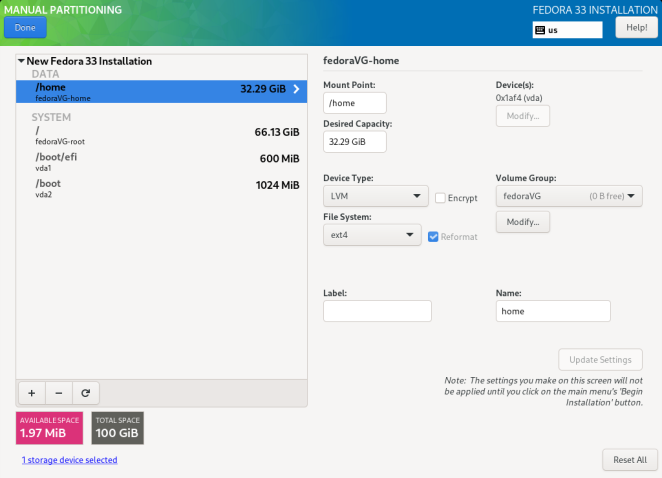 MANUAL PARTITIONING
FEDORA 33 INSTALLATION
Done
us
Help!
New Fedora 33 Installation
DATA
/home
fedoraVG-home
32.29 GiB
SYSTEM
/
fedoraVG-root
66.13 GiB
/boot/efi
vda1
600 MiB
/boot
vda2
1024 MiB
+ −
AVAILABLE SPACE
1.97 MiB
TOTAL SPACE
100 GiB
1 storage device selected
fedoraVG-home
Mount Point:
/home
Device(s):
0x1af4 (vda)
Modify...
Desired Capacity:
32.29 GiB
Device Type:
LVM
Encrypt
Volume Group:
fedoraVG (0 B free)
Modify...
File System:
ext4
Reformat
Label:
Name:
home
Update Settings
Note: The settings you make on this screen will not
be applied until you click on the main menu's 'Begin
Installation' button.
Reset All